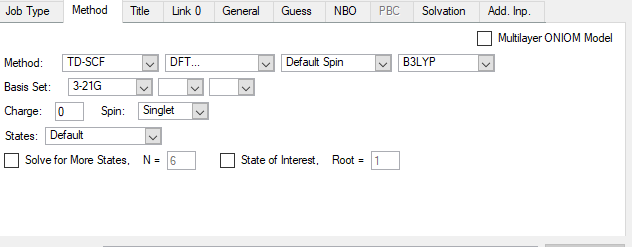 Job Type Method Title Link 0 General Guess NBO PBC Solvation Add. Inp.
Multilayer ONIOM Model
Method: TD-SCF DFT... Default Spin B3LYP
Basis Set: 3-21G
Charge: 0 Spin: Singlet
States: Default
Solve for More States, N = 6 State of Interest, Root = 1